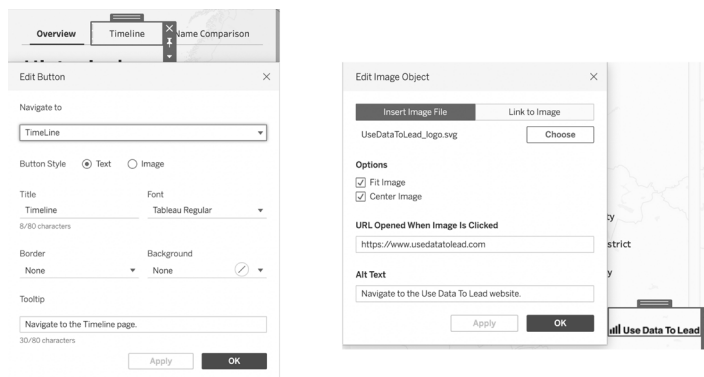 Overview
Timeline
Name Comparison
Edit Button
Navigate to
TimeLine
Button Style
Text
Image
Title
Font
Timeline
Tableau Regular
8/80 characters
Border
Background
None
None
Tooltip
Navigate to the Timeline page.
30/80 characters
Apply
OK
Edit Image Object
Insert Image File
Link to Image
UseDataToLead_logo.svg
Choose
Options
Fit Image
Center Image
URL Opened When Image Is Clicked
https://www.usedatatolead.com
Alt Text
Navigate to the Use Data To Lead website.
Apply
OK
strict
Use Data To Lead